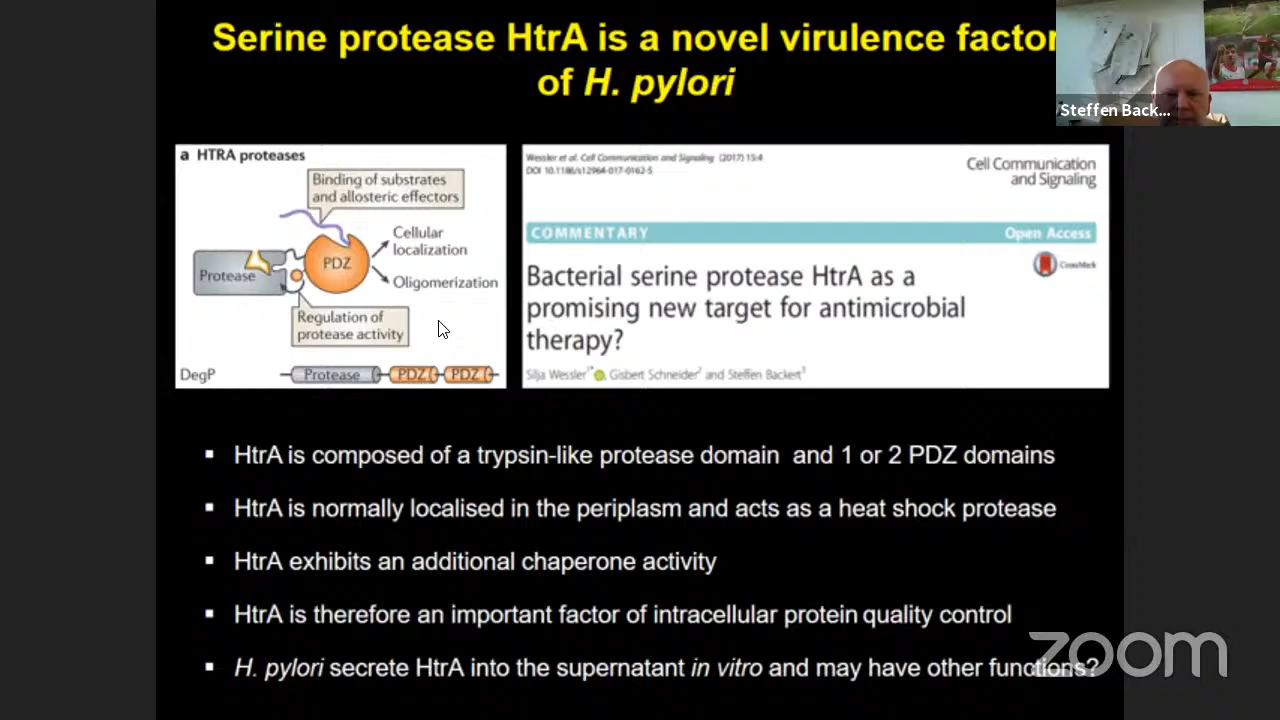 Serine protease HtrA is a novel virulence factor
of H. pylori
Steffen Back...
a HTRA proteases
Binding of substrates
and allosteric effectors
Cellular
localization
PDZ
Protease
Oligomerization
Regulation of
protease activity
DegP
Protease
PDZ
PDZ
Wessler et al. Cell Communication and Signaling (2017) 15:4
DOI 10.1186/s12964-017-0162-5
Cell Communication
and Signaling
COMMENTARY
Open Access
CrossMark
Bacterial serine protease HtrA as a
promising new target for antimicrobial
therapy?
Silja Wessler1*, Gisbert Schneider2 and Steffen Backert3
▪ HtrA is composed of a trypsin-like protease domain and 1 or 2 PDZ domains
▪ HtrA is normally localised in the periplasm and acts as a heat shock protease
▪ HtrA exhibits an additional chaperone activity
▪ HtrA is therefore an important factor of intracellular protein quality control
▪ H. pylori secrete HtrA into the supernatant in vitro and may have other functions?
zoom